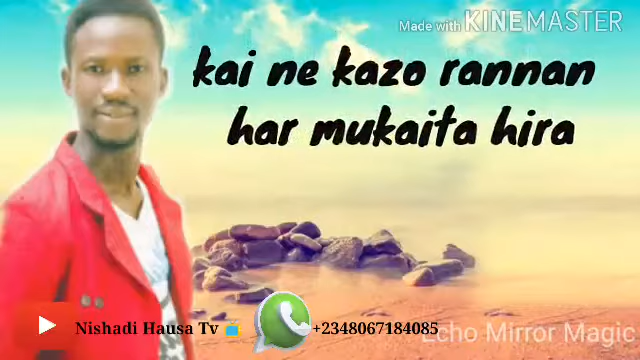 Made with KINEMASTER
kai ne kazo rannan
har mukaita hira
Nishadi Hausa Tv
+2348067184085
Echo Mirror Magic